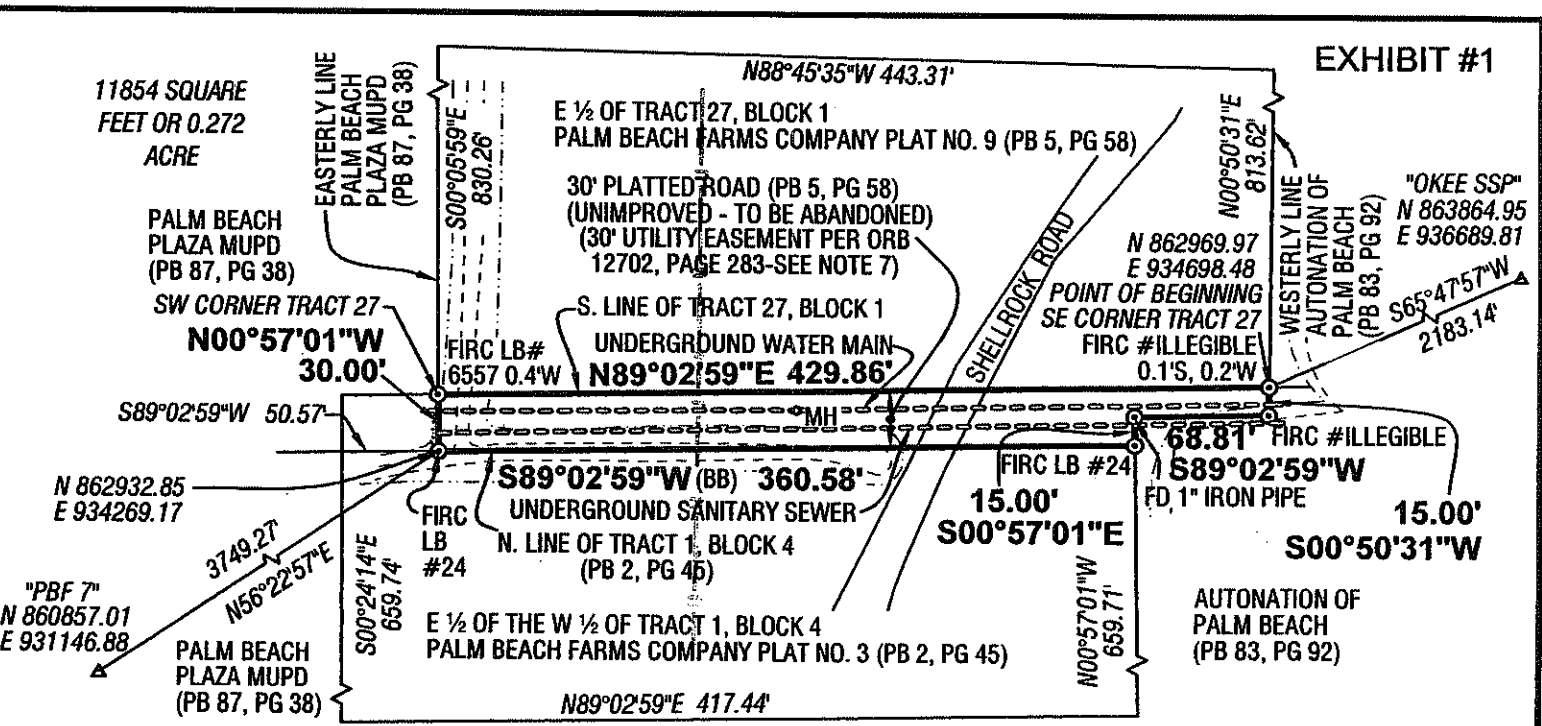 EXHIBIT #1
11854 SQUARE
FEET OR 0.272
ACRE
EASTERLY LINE
PALM BEACH
PLAZA MUPD
(PB 87, PG 38)
S00°05'59"E
830.26'
N88°45'35"W 443.31'
E ½ OF TRACT 27, BLOCK 1
PALM BEACH FARMS COMPANY PLAT NO. 9 (PB 5, PG 58)
30' PLATTED ROAD (PB 5, PG 58)
(UNIMPROVED - TO BE ABANDONED)
(30' UTILITY EASEMENT PER ORB
12702, PAGE 283-SEE NOTE 7)
N00°50'31"E
813.62'
WESTERLY LINE
AUTONATION OF
PALM BEACH
(PB 83, PG 92)
"OKEE SSP"
N 863864.95
E 936689.81
S65°47'57"W
2183.14'
PALM BEACH
PLAZA MUPD
(PB 87, PG 38)
SW CORNER TRACT 27
N00°57'01"W
30.00'
S. LINE OF TRACT 27, BLOCK 1
UNDERGROUND WATER MAIN
FIRC LB#
6557 0.4'W
N89°02'59"E 429.86'
SHELLROCK ROAD
N 862969.97
E 934698.48
POINT OF BEGINNING
SE CORNER TRACT 27
FIRC #ILLEGIBLE
0.1'S, 0.2'W
S89°02'59"W 50.57'
MH
N 862932.85
E 934269.17
S89°02'59"W (BB) 360.58'
UNDERGROUND SANITARY SEWER
FIRC
LB
#24
N. LINE OF TRACT 1, BLOCK 4
(PB 2, PG 45)
FIRC LB #24
15.00'
S00°57'01"E
68.81'
S89°02'59"W
FIRC #ILLEGIBLE
FD, 1" IRON PIPE
15.00'
S00°50'31"W
3749.27'
N56°22'57"E
"PBF 7"
N 860857.01
E 931146.88
PALM BEACH
PLAZA MUPD
(PB 87, PG 38)
S00°24'14"E
659.74'
E ½ OF THE W ½ OF TRACT 1, BLOCK 4
PALM BEACH FARMS COMPANY PLAT NO. 3 (PB 2, PG 45)
N89°02'59"E 417.44'
N00°57'01"W
659.71'
AUTONATION OF
PALM BEACH
(PB 83, PG 92)